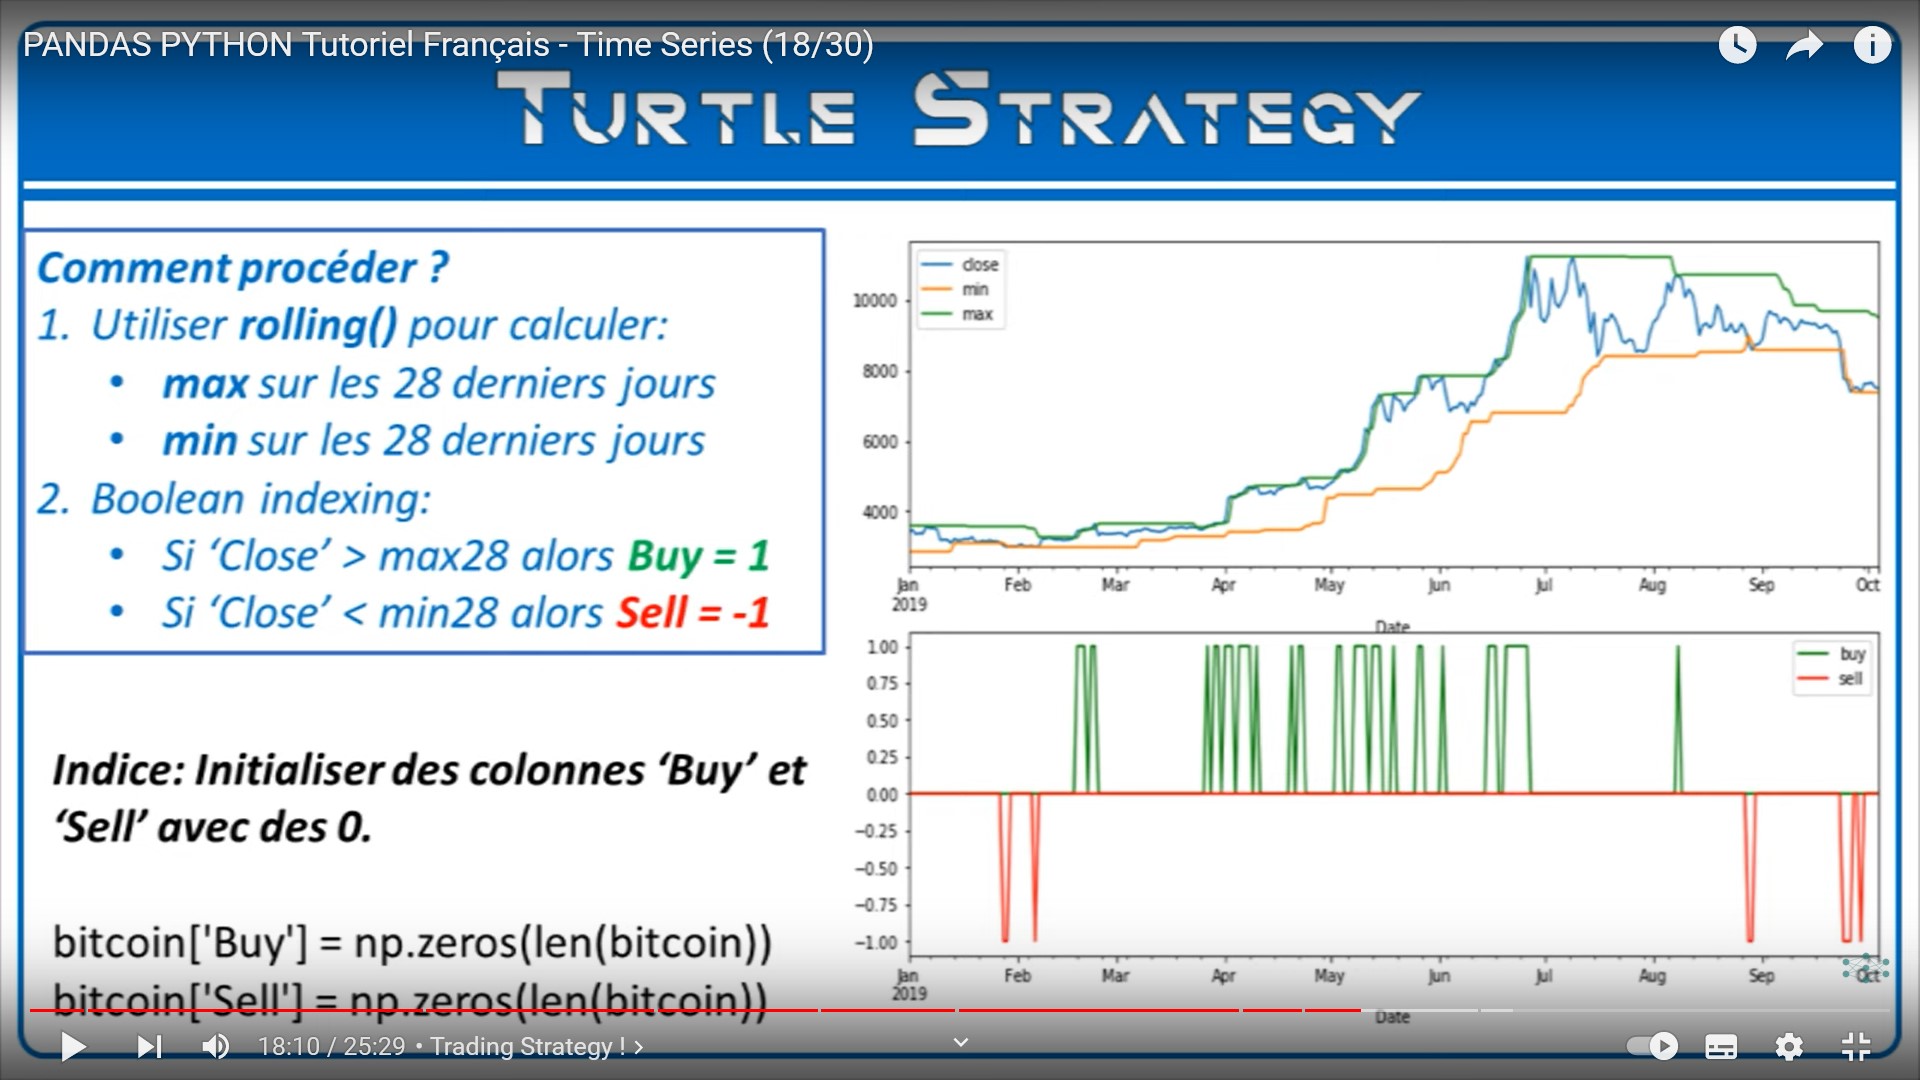 PANDAS PYTHON Tutoriel Français - Time Series (18/30)
TURTLE STRATEGY
Comment procéder ?
1. Utiliser rolling() pour calculer:
• max sur les 28 derniers jours
• min sur les 28 derniers jours
2. Boolean indexing:
• Si ‘Close’ > max28 alors Buy = 1
• Si ‘Close’ < min28 alors Sell = -1
Indice: Initialiser des colonnes ‘Buy’ et
‘Sell’ avec des 0.
bitcoin['Buy'] = np.zeros(len(bitcoin))
bitcoin['Sell'] = np.zeros(len(bitcoin))
close
min
max
10000
8000
6000
4000
Jan Feb Mar Apr May Jun Jul Aug Sep Oct
2019
Date
buy
sell
1.00
0.75
0.50
0.25
0.00
−0.25
−0.50
−0.75
−1.00
Jan Feb Mar Apr May Jun Jul Aug Sep Oct
2019
Date
18:10 / 25:29 • Trading Strategy ! ›